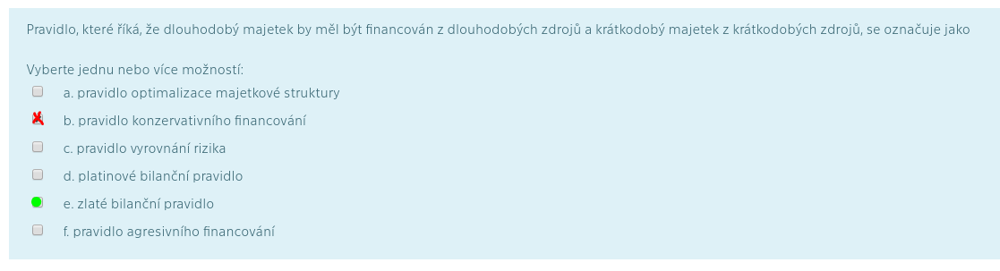 Pravidlo, které říká, že dlouhodobý majetek by měl být financován z dlouhodobých zdrojů a krátkodobý majetek z krátkodobých zdrojů, se označuje jako
Vyberte jednu nebo více možností:
a. pravidlo optimalizace majetkové struktury
b. pravidlo konzervativního financování
c. pravidlo vyrovnání rizika
d. platinové bilanční pravidlo
e. zlaté bilanční pravidlo
f. pravidlo agresivního financování